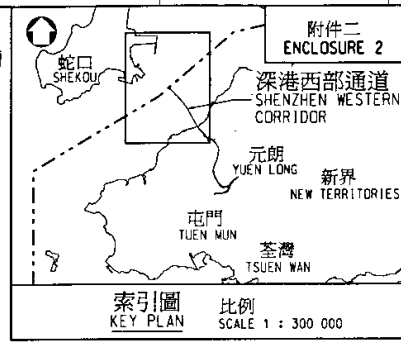 附件二
ENCLOSURE 2
蛇口
SHEKOU
深港西部通道
SHENZHEN WESTERN
CORRIDOR
元朗
YUEN LONG
新界
NEW TERRITORIES
屯門
TUEN MUN
荃灣
TSUEN WAN
索引圖
KEY PLAN
比例
SCALE 1 : 300 000